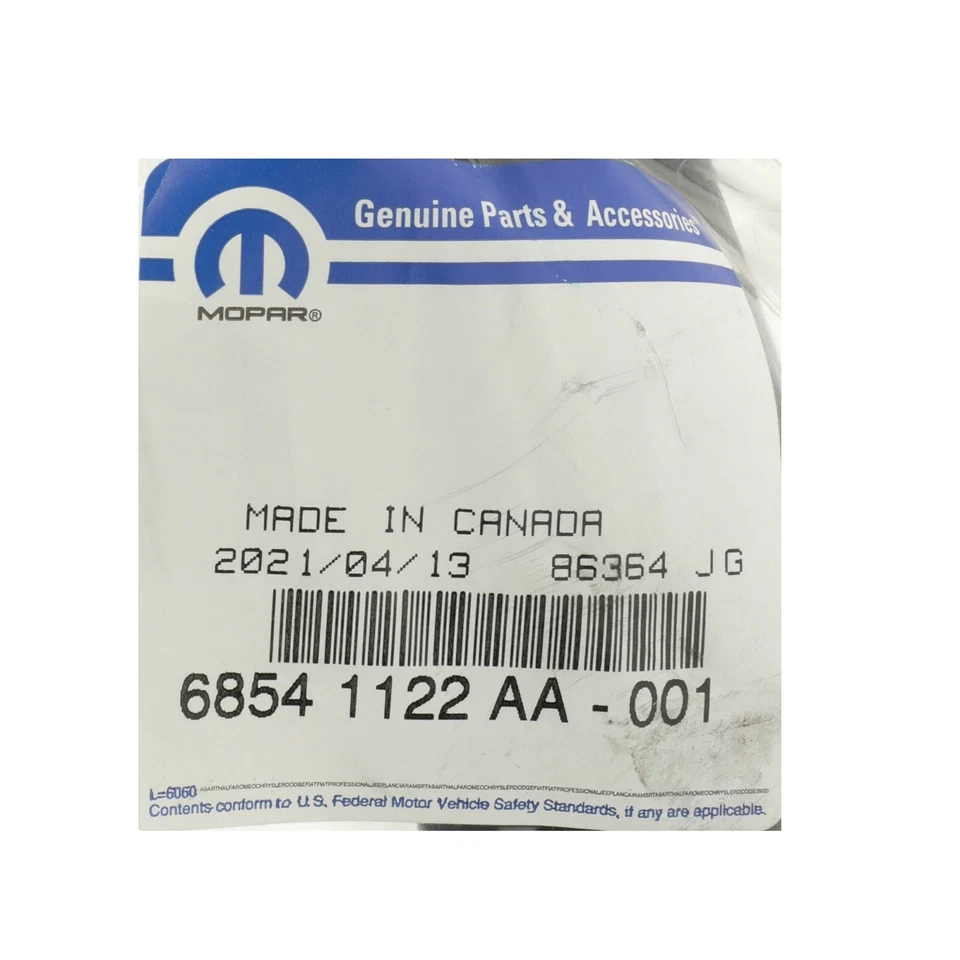 Genuine Parts & Accessories
MOPAR®
MADE IN CANADA
2021/04/13 86364 JG
6854 1122 AA - 001
L=6060
Contents conform to U.S. Federal Motor Vehicle Safety Standards, if any are applicable.